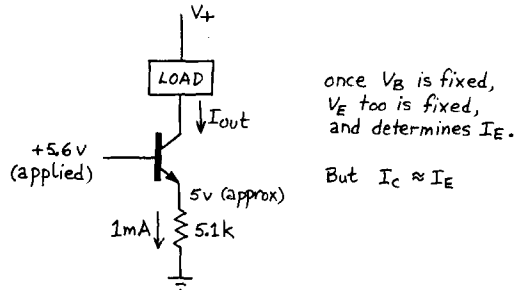 V+
LOAD
Iout
+5.6v
(applied)
5v (approx)
1mA
5.1k
once VB is fixed,
VE too is fixed,
and determines IE.
But IC ≈ IE